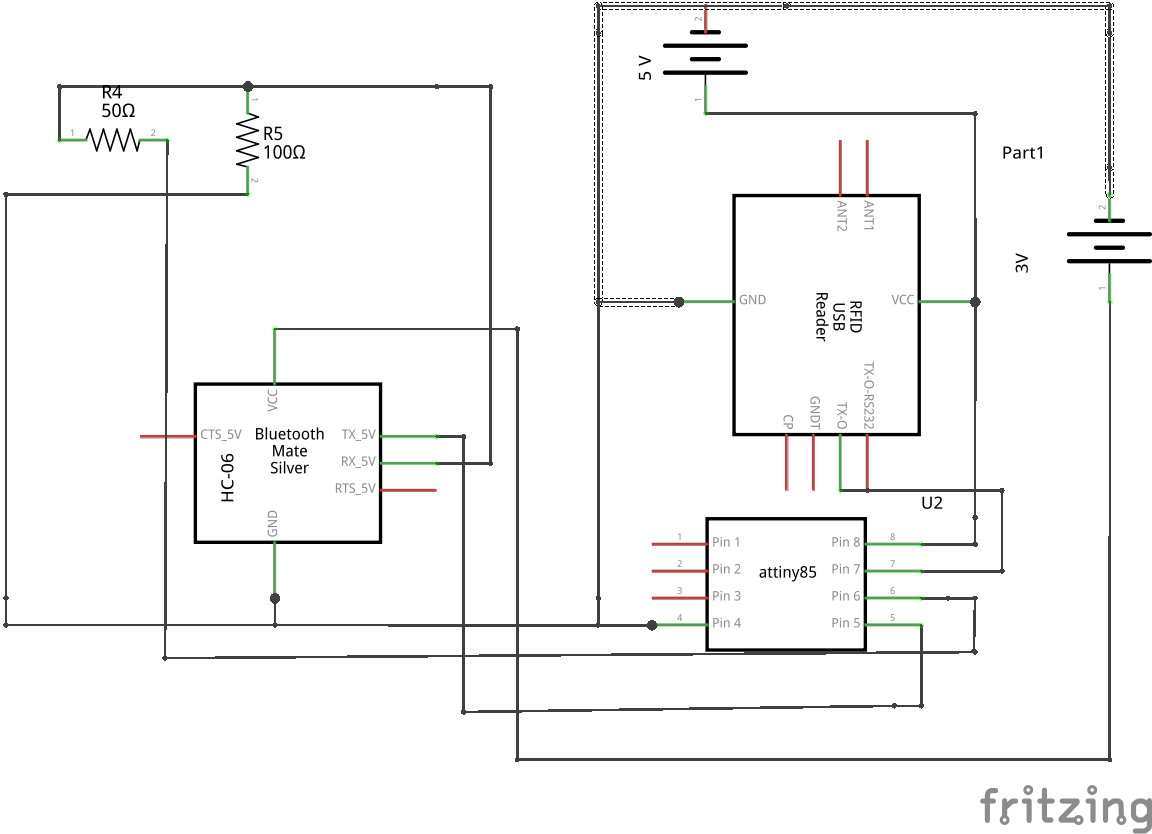 2
5 V
1
R4
50Ω
1
2
1
R5
100Ω
2
Part1
ANT2
ANT1
2
3V
1
GND
VCC
RFID
USB
Reader
CP
GNDT
TX-O
TX-O-RS232
VCC
CTS_5V
Bluetooth
Mate
Silver
TX_5V
RX_5V
RTS_5V
HC-06
GND
U2
1
Pin 1
Pin 8
8
2
Pin 2
attiny85
Pin 7
7
3
Pin 3
Pin 6
6
4
Pin 4
Pin 5
5
fritzing